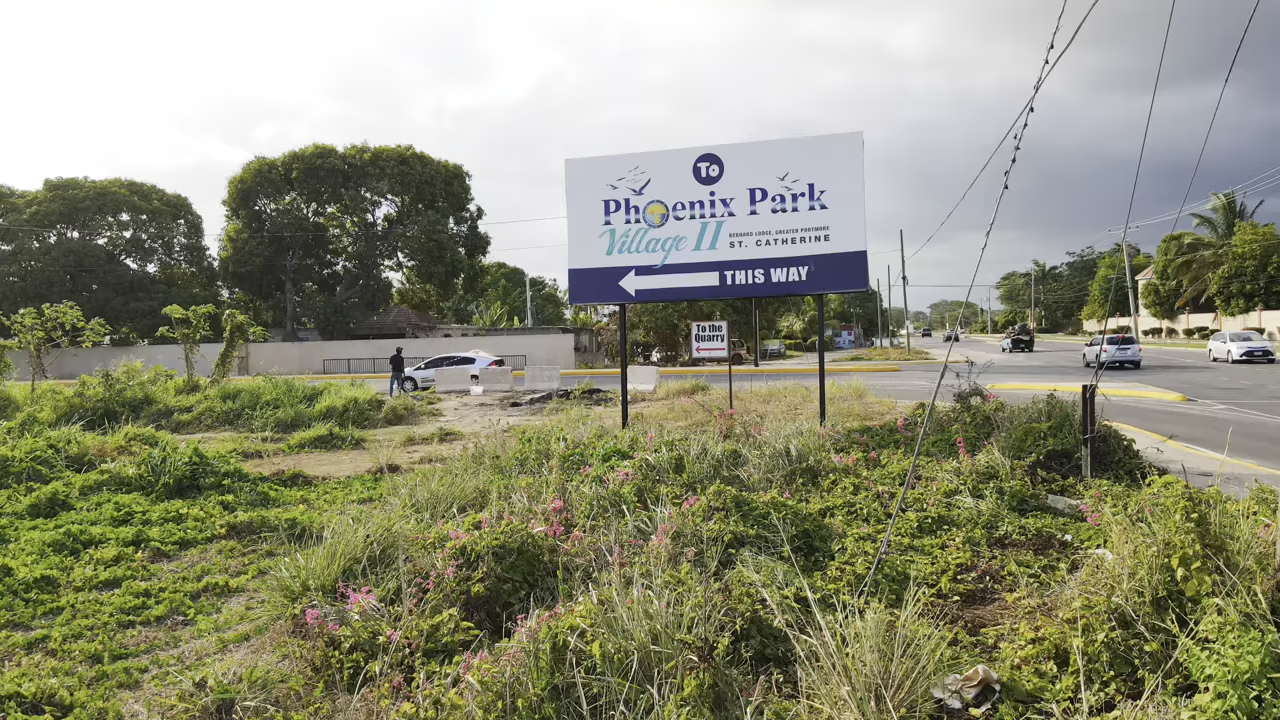 TO
Phoenix Park
Village II
BERNARD LODGE, GREATER PORTMORE
ST. CATHERINE
THIS WAY
To the
Quarry